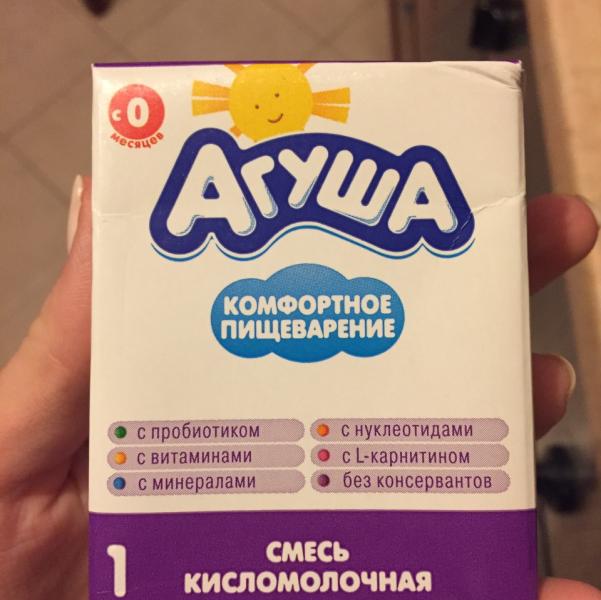 с 0
месяцев
Агуша
КОМФОРТНОЕ
ПИЩЕВАРЕНИЕ
с пробиотиком
с витаминами
с минералами
с нуклеотидами
с L-карнитином
без консервантов
1
СМЕСЬ
КИСЛОМОЛОЧНАЯ